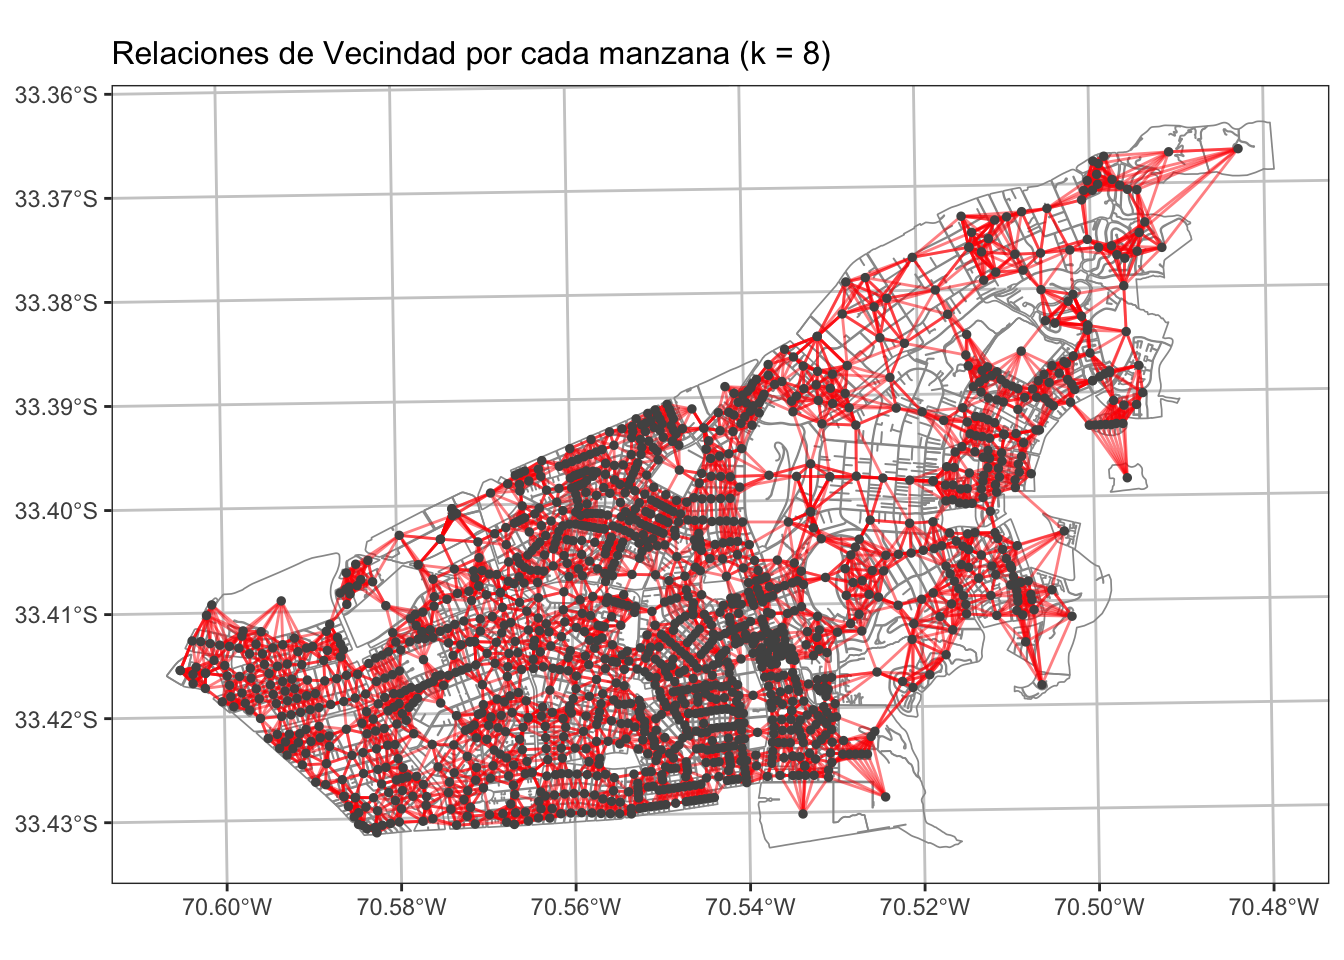 Relaciones de Vecindad por cada manzana (k = 8)
33.36°S
33.37°S
33.38°S
33.39°S
33.40°S
33.41°S
33.42°S
33.43°S
70.60°W 70.58°W 70.56°W 70.54°W 70.52°W 70.50°W 70.48°W